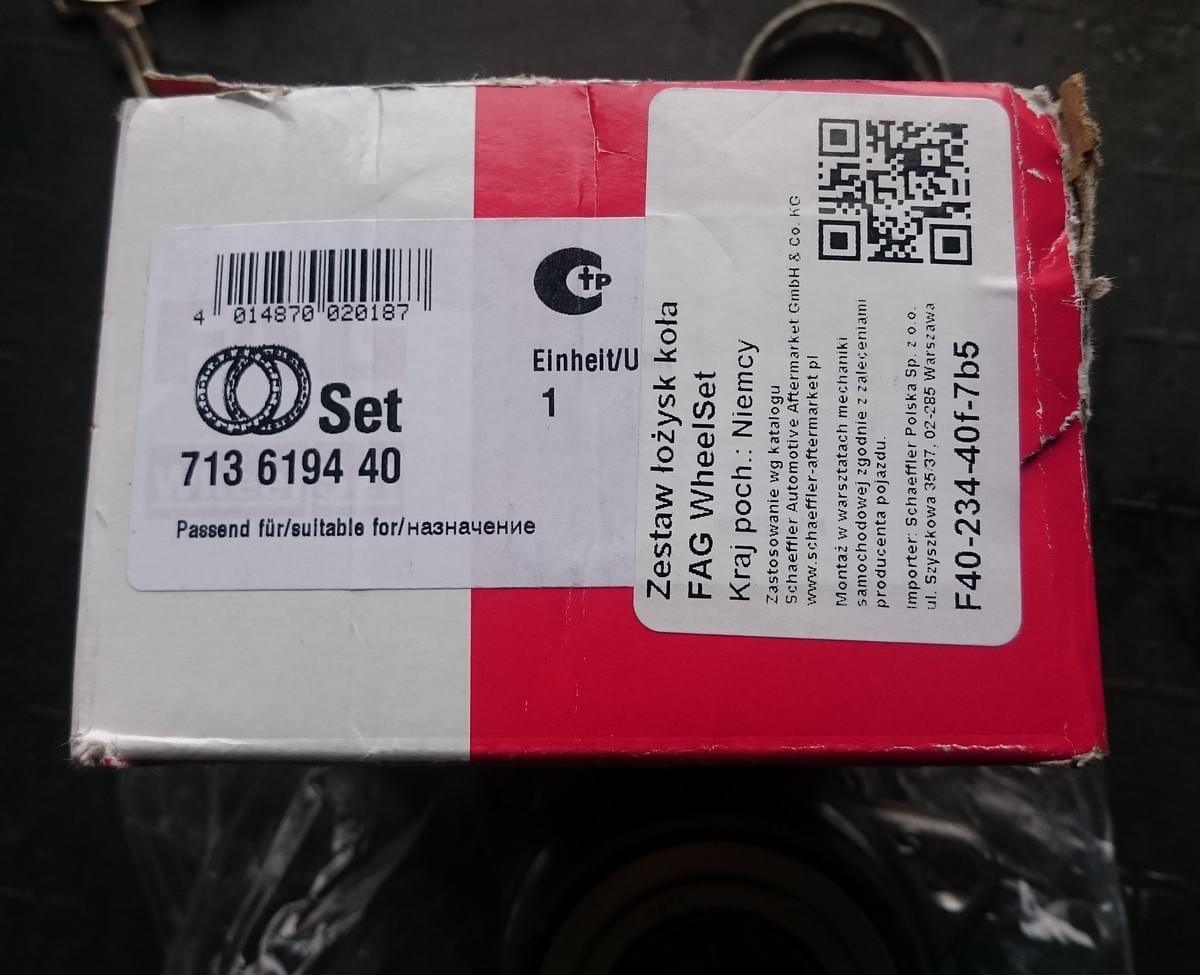 4 014870 020187
Set
713 6194 40
Passend für/suitable for/назначение
Einheit/U
1
Zestaw łożysk koła
FAG WheelSet
Kraj poch.: Niemcy
Zastosowanie wg katalogu
Schaeffler Automotive Aftermarket GmbH & Co. KG
www.schaeffler-aftermarket.pl
Montaż w warsztatach mechaniki
samochodowej zgodnie z zaleceniami
producenta pojazdu.
Importer: Schaeffler Polska Sp. z o.o.
ul. Szyszkowa 35/37, 02-285 Warszawa
F40-234-40f-7b5